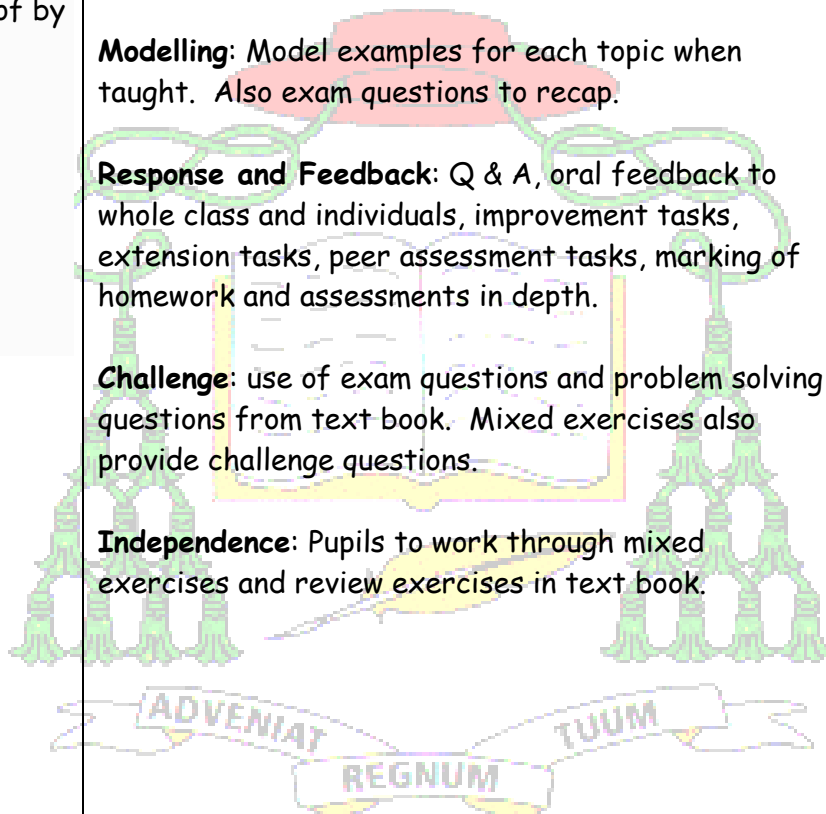 of by
Modelling: Model examples for each topic when
taught. Also exam questions to recap.
Response and Feedback: Q & A, oral feedback to
whole class and individuals, improvement tasks,
extension tasks, peer assessment tasks, marking of
homework and assessments in depth.
Challenge: use of exam questions and problem solving
questions from text book. Mixed exercises also
provide challenge questions.
Independence: Pupils to work through mixed
exercises and review exercises in text book.
ADVENIAT
REGNUM
TUUM